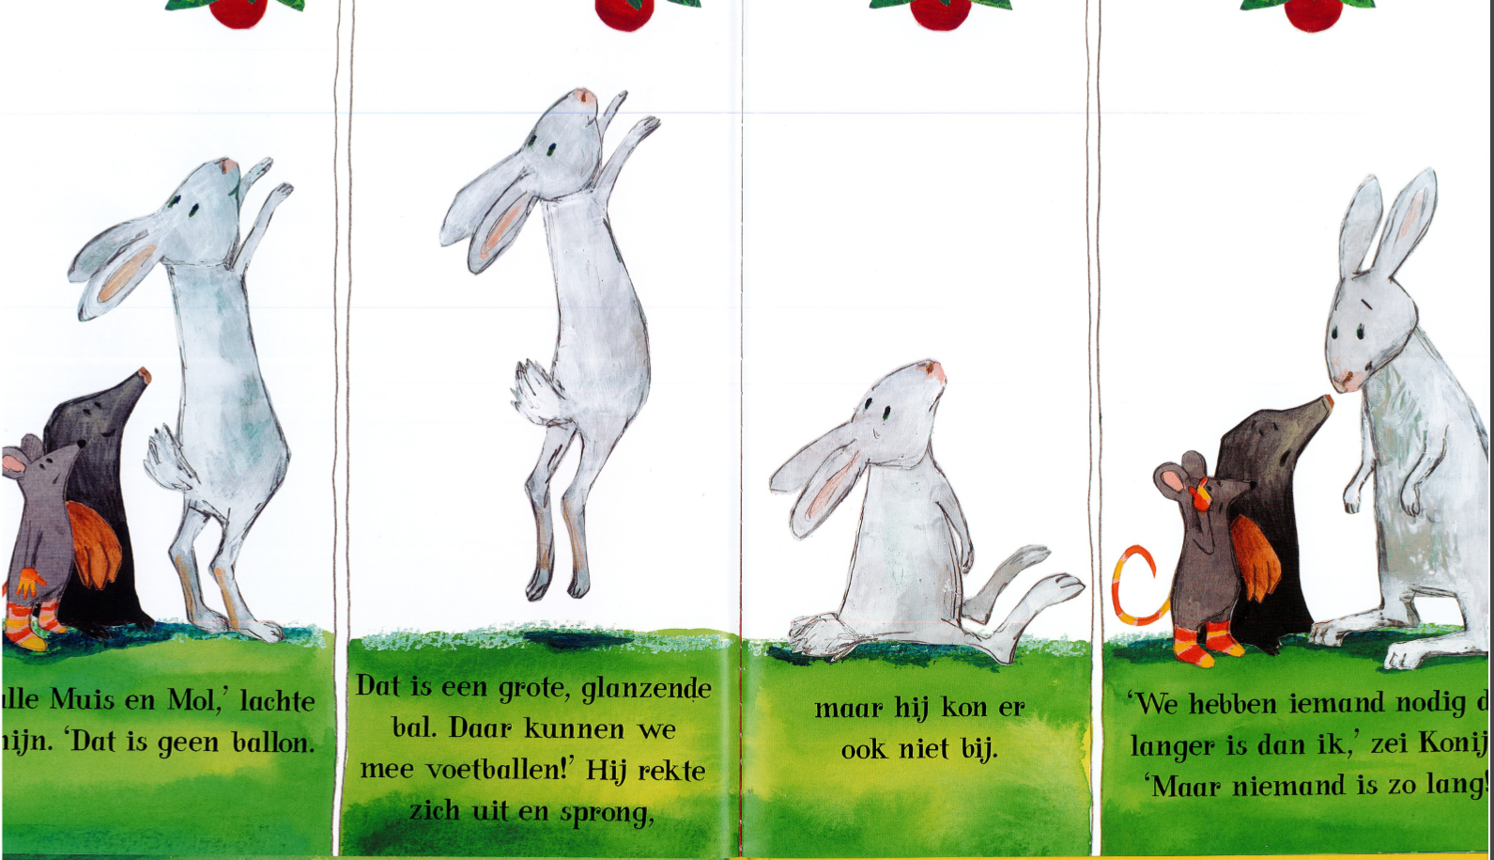 alle Muis en Mol,’ lachte
nijn. ‘Dat is geen ballon.
Dat is een grote, glanzende
bal. Daar kunnen we
mee voetballen!’ Hij rekte
zich uit en sprong,
maar hij kon er
ook niet bij.
‘We hebben iemand nodig d
langer is dan ik,’ zei Konij
‘Maar niemand is zo lang!